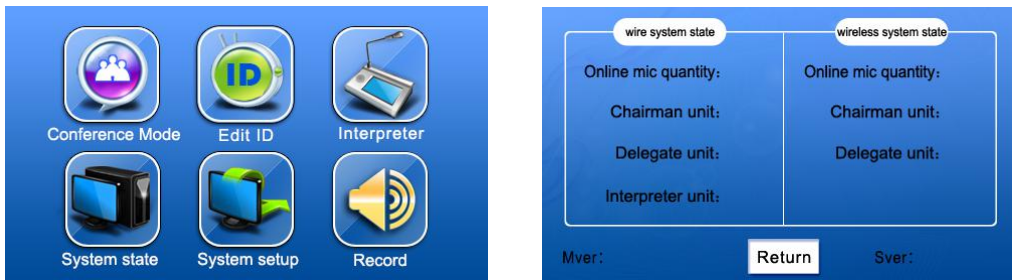 ID
Conference Mode
Edit ID
Interpreter
System state
System setup
Record
wire system state
Online mic quantity:
Chairman unit:
Delegate unit:
Interpreter unit:
wireless system state
Online mic quantity:
Chairman unit:
Delegate unit:
Mver:
Return
Sver: